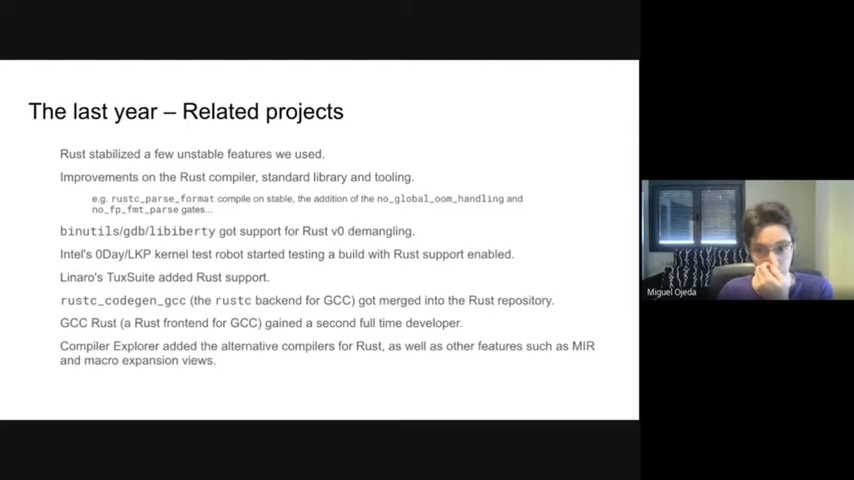 The last year – Related projects
Rust stabilized a few unstable features we used.
Improvements on the Rust compiler, standard library and tooling.
e.g. rustc_parse_format compile on stable, the addition of the no_global_oom_handling and
no_fp_fmt_parse gates...
binutils/gdb/libiberty got support for Rust v0 demangling.
Intel's 0Day/LKP kernel test robot started testing a build with Rust support enabled.
Linaro's TuxSuite added Rust support.
rustc_codegen_gcc (the rustc backend for GCC) got merged into the Rust repository.
GCC Rust (a Rust frontend for GCC) gained a second full time developer.
Compiler Explorer added the alternative compilers for Rust, as well as other features such as MIR
and macro expansion views.
Miguel Ojeda